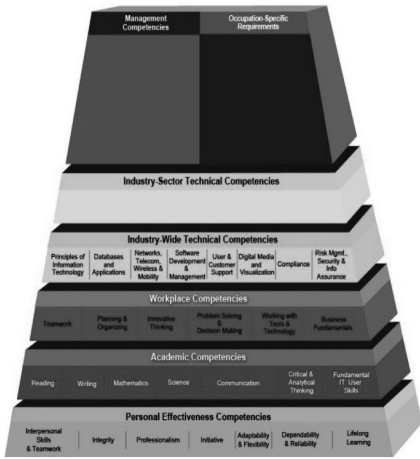 Management
Competencies
Occupation-Specific
Requirements
Industry-Sector Technical Competencies
Industry-Wide Technical Competencies
Principles of
Information
Technology
Databases
and
Applications
Networks,
Telecom,
Wireless &
Mobility
Software
Development
&
Management
User &
Customer
Support
Digital Media
and
Visualization
Compliance
Risk Mgmt.,
Security &
Info
Assurance
Workplace Competencies
Teamwork
Planning &
Organizing
Innovative
Thinking
Problem Solving
&
Decision Making
Working with
Tools &
Technology
Business
Fundamentals
Academic Competencies
Reading
Writing
Mathematics
Science
Communication
Critical &
Analytical
Thinking
Fundamental
IT User
Skills
Personal Effectiveness Competencies
Interpersonal
Skills
& Teamwork
Integrity
Professionalism
Initiative
Adaptability
& Flexibility
Dependability
& Reliability
Lifelong
Learning